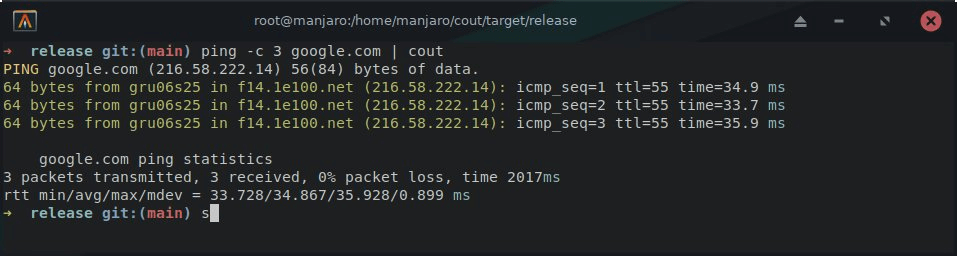 root@manjaro:/home/manjaro/cout/target/release
➜ release git:(main) ping -c 3 google.com | cout
PING google.com (216.58.222.14) 56(84) bytes of data.
64 bytes from gru06s25 in f14.1e100.net (216.58.222.14): icmp_seq=1 ttl=55 time=34.9 ms
64 bytes from gru06s25 in f14.1e100.net (216.58.222.14): icmp_seq=2 ttl=55 time=33.7 ms
64 bytes from gru06s25 in f14.1e100.net (216.58.222.14): icmp_seq=3 ttl=55 time=35.9 ms
google.com ping statistics
3 packets transmitted, 3 received, 0% packet loss, time 2017ms
rtt min/avg/max/mdev = 33.728/34.867/35.928/0.899 ms
➜ release git:(main) s